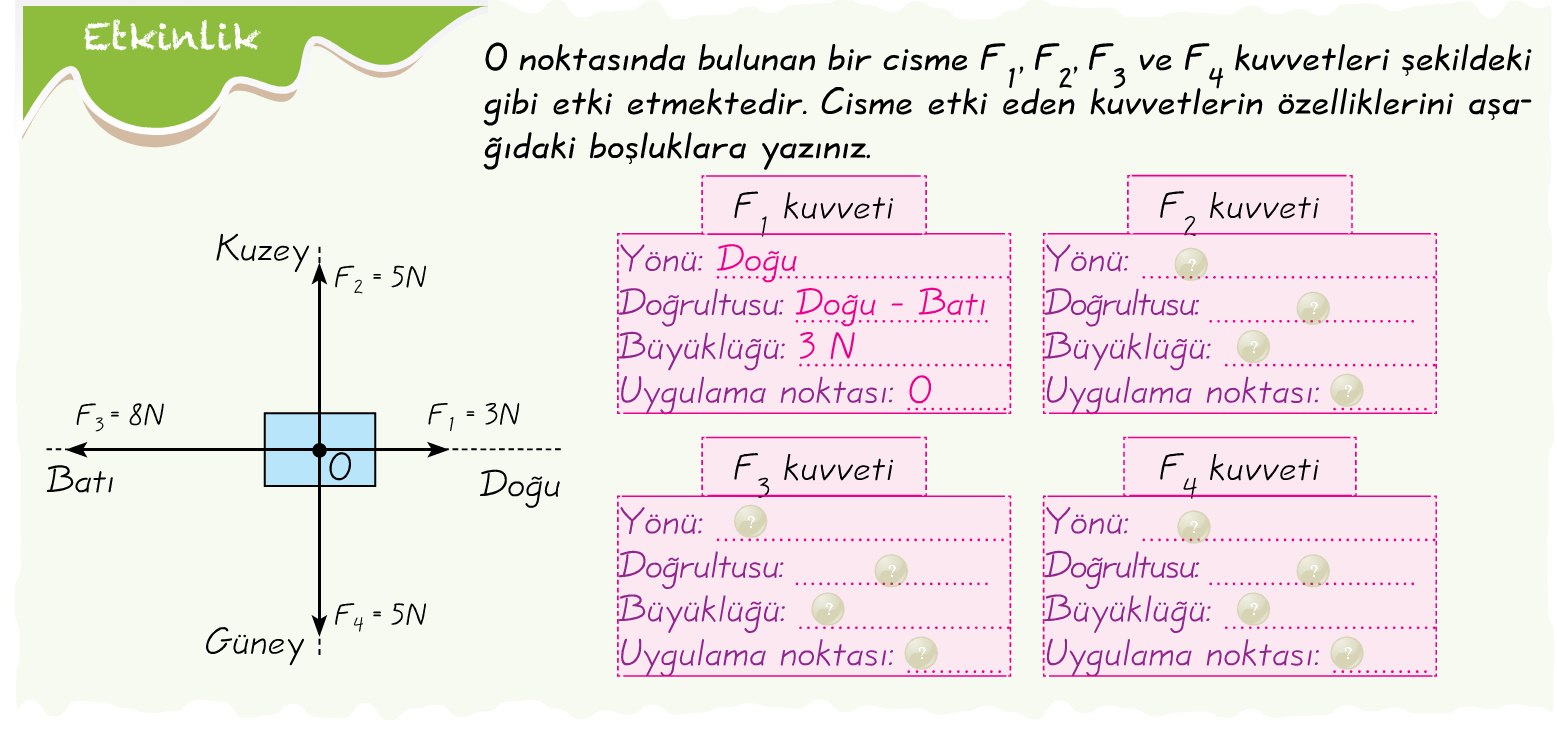 Etkinlik
O noktasında bulunan bir cisme F1, F2, F3 ve F4 kuvvetleri şekildeki
gibi etki etmektedir. Cisme etki eden kuvvetlerin özelliklerini aşa-
ğıdaki boşluklara yazınız.
Kuzey
F2 = 5N
F3 = 8N
F1 = 3N
Batı
O
Doğu
F4 = 5N
Güney
F1 kuvveti
Yönü: Doğu
Doğrultusu: Doğu - Batı
Büyüklüğü: 3 N
Uygulama noktası: O
F2 kuvveti
Yönü: ?
Doğrultusu: ?
Büyüklüğü: ?
Uygulama noktası: ?
F3 kuvveti
Yönü: ?
Doğrultusu: ?
Büyüklüğü: ?
Uygulama noktası: ?
F4 kuvveti
Yönü: ?
Doğrultusu: ?
Büyüklüğü: ?
Uygulama noktası: ?